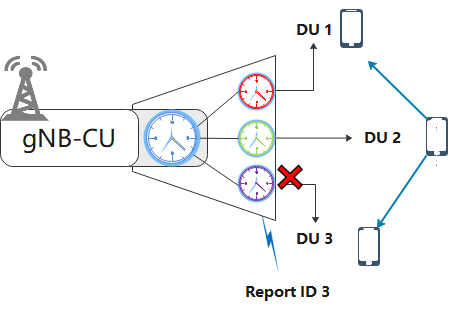 DU 1
gNB-CU
DU 2
DU 3
Report ID 3